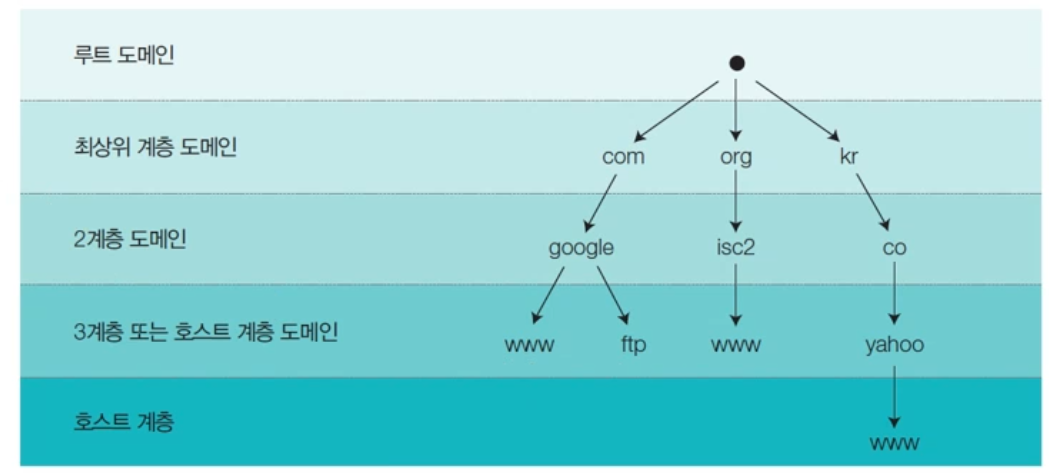 루트 도메인
최상위 계층 도메인
com org kr
2계층 도메인
google isc2 co
3계층 또는 호스트 계층 도메인
www ftp www yahoo
호스트 계층
www